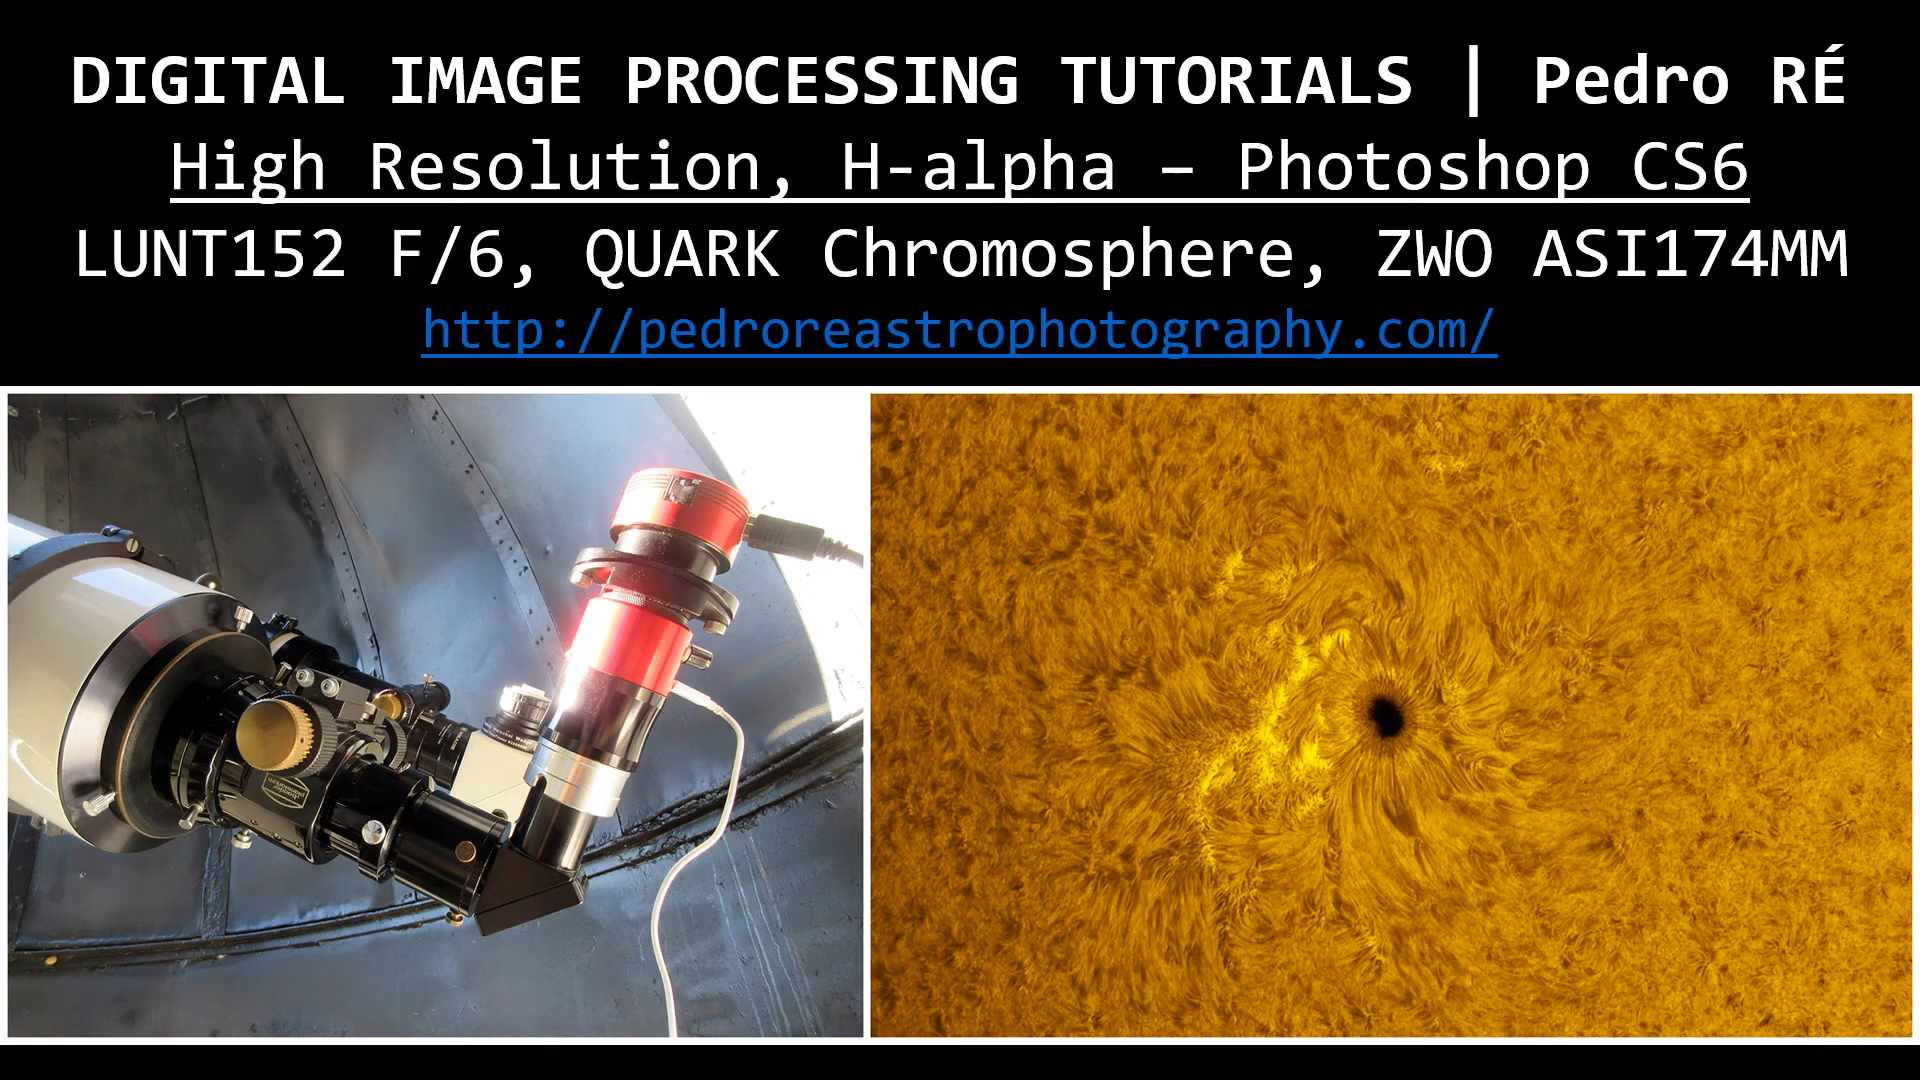 DIGITAL IMAGE PROCESSING TUTORIALS | Pedro RÉ
High Resolution, H-alpha – Photoshop CS6
LUNT152 F/6, QUARK Chromosphere, ZWO ASI174MM
http://pedroreastrophotography.com/